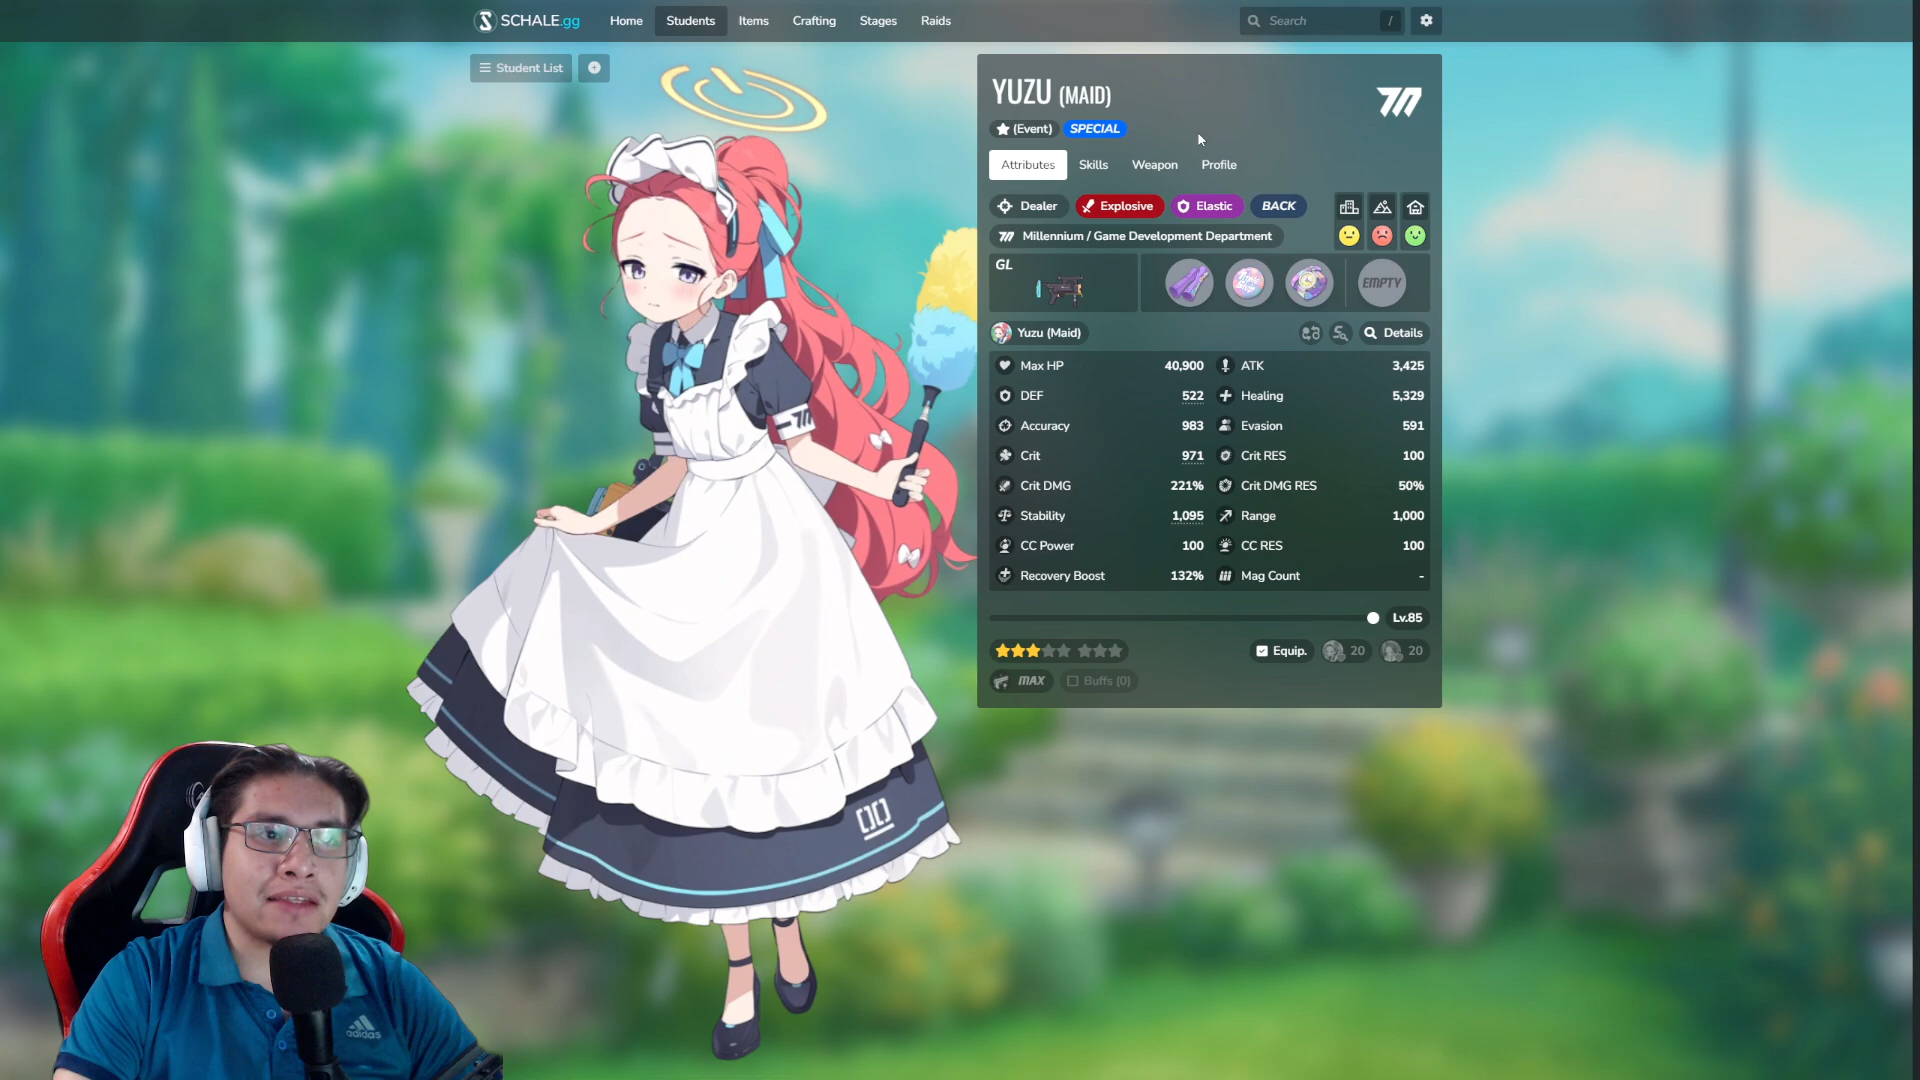 SCHALE.gg Home Students Items Crafting Stages Raids Search /
Student List
YUZU (MAID)
(Event) SPECIAL
Attributes Skills Weapon Profile
Dealer Explosive Elastic BACK
Millennium / Game Development Department
GL EMPTY
Yuzu (Maid) Details
Max HP 40,900 ATK 3,425
DEF 522 Healing 5,329
Accuracy 983 Evasion 591
Crit 971 Crit RES 100
Crit DMG 221% Crit DMG RES 50%
Stability 1,095 Range 1,000
CC Power 100 CC RES 100
Recovery Boost 132% Mag Count -
Lv.85
Equip. 20 20
MAX Buffs (0)
adidas